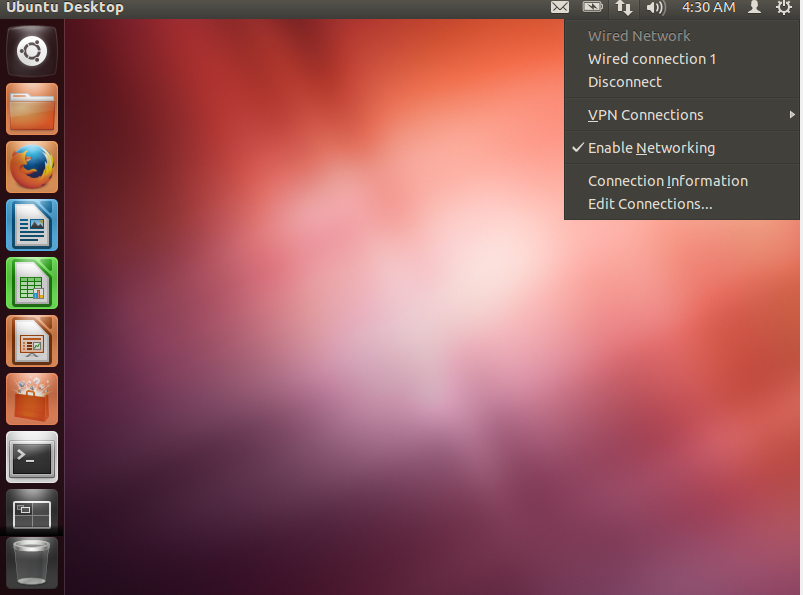 Ubuntu Desktop
4:30 AM
Wired Network
Wired connection 1
Disconnect
VPN Connections
Enable Networking
Connection Information
Edit Connections...